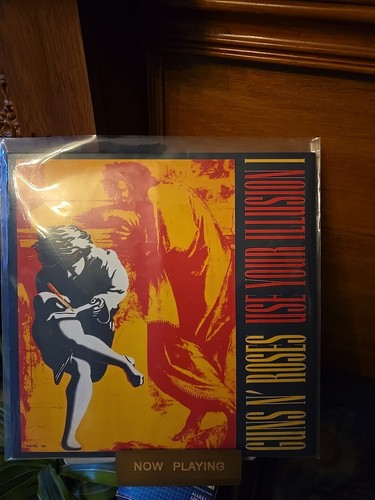 GUNS N' ROSES USE YOUR ILLUSION I
NOW PLAYING